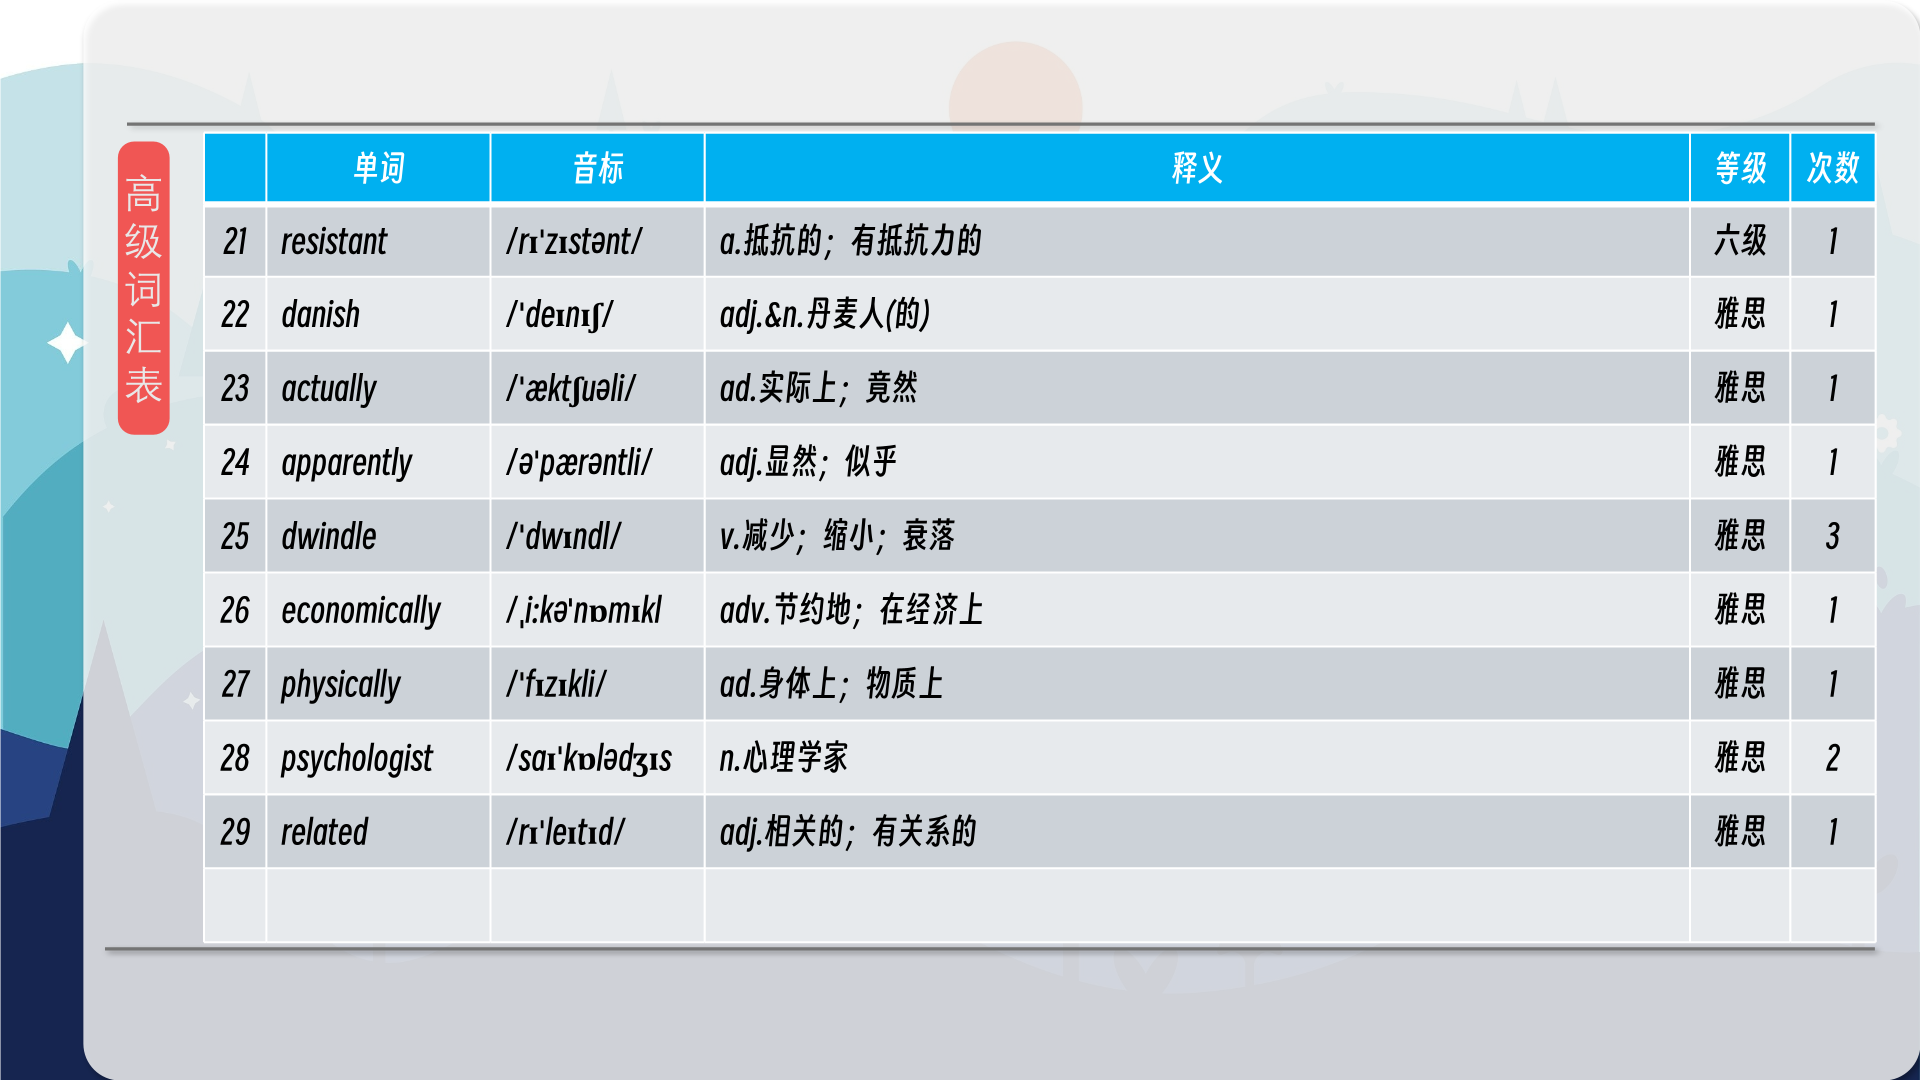 高级词汇表
单词 音标 释义 等级 次数
21 resistant /rɪ'zɪstənt/ a.抵抗的；有抵抗力的 六级 1
22 danish /'deɪnɪʃ/ adj.&n.丹麦人(的) 雅思 1
23 actually /'æktʃuəli/ ad.实际上；竟然 雅思 1
24 apparently /ə'pærəntli/ adj.显然；似乎 雅思 1
25 dwindle /'dwɪndl/ v.减少；缩小；衰落 雅思 3
26 economically /ˌi:kə'nɒmɪkl adv.节约地；在经济上 雅思 1
27 physically /'fɪzɪkli/ ad.身体上；物质上 雅思 1
28 psychologist /saɪ'kɒlədʒɪs n.心理学家 雅思 2
29 related /rɪ'leɪtɪd/ adj.相关的；有关系的 雅思 1